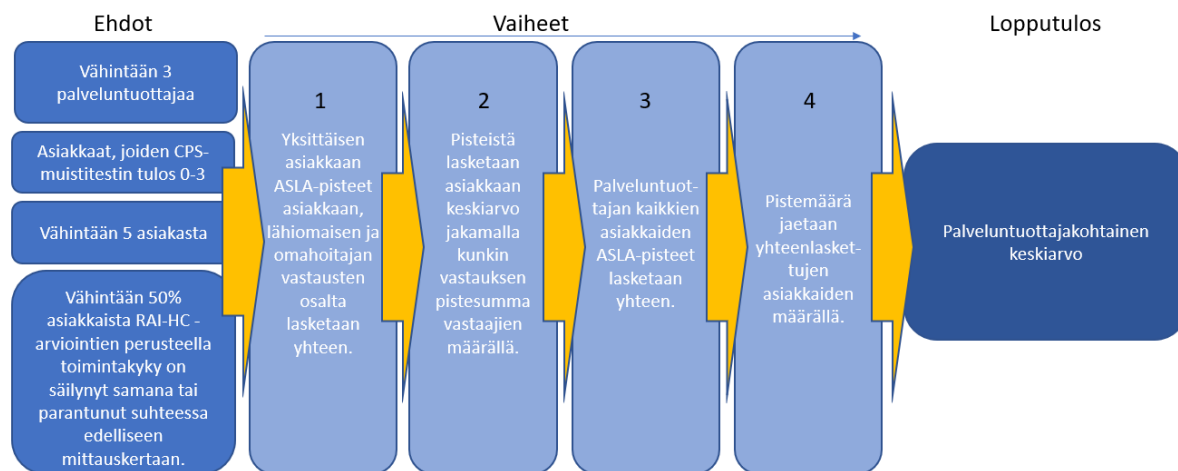 Ehdot
Vaiheet
Lopputulos
Vähintään 3
palveluntuottajaa
Asiakkaat, joiden CPS-
muistitestin tulos 0-3
Vähintään 5 asiakasta
Vähintään 50%
asiakkaista RAI-HC -
arviointien perusteella
toimintakyky on
säilynyt samana tai
parantunut suhteessa
edelliseen
mittauskertaan.
1
Yksittäisen
asiakkaan
ASLA-pisteet
asiakkaan,
lähiomaisen ja
omahoitajan
vastausten
osalta
lasketaan
yhteen.
2
Pisteistä
lasketaan
asiakkaan
keskiarvo
jakamalla
kunkin
vastauksen
pistesumma
vastaajien
määrällä.
3
Palveluntuot-
tajan kaikkien
asiakkaiden
ASLA-pisteet
lasketaan
yhteen.
4
Pistemäärä
jaetaan
yhteenlasket-
tujen
asiakkaiden
määrällä.
Palveluntuottajakohtainen
keskiarvo